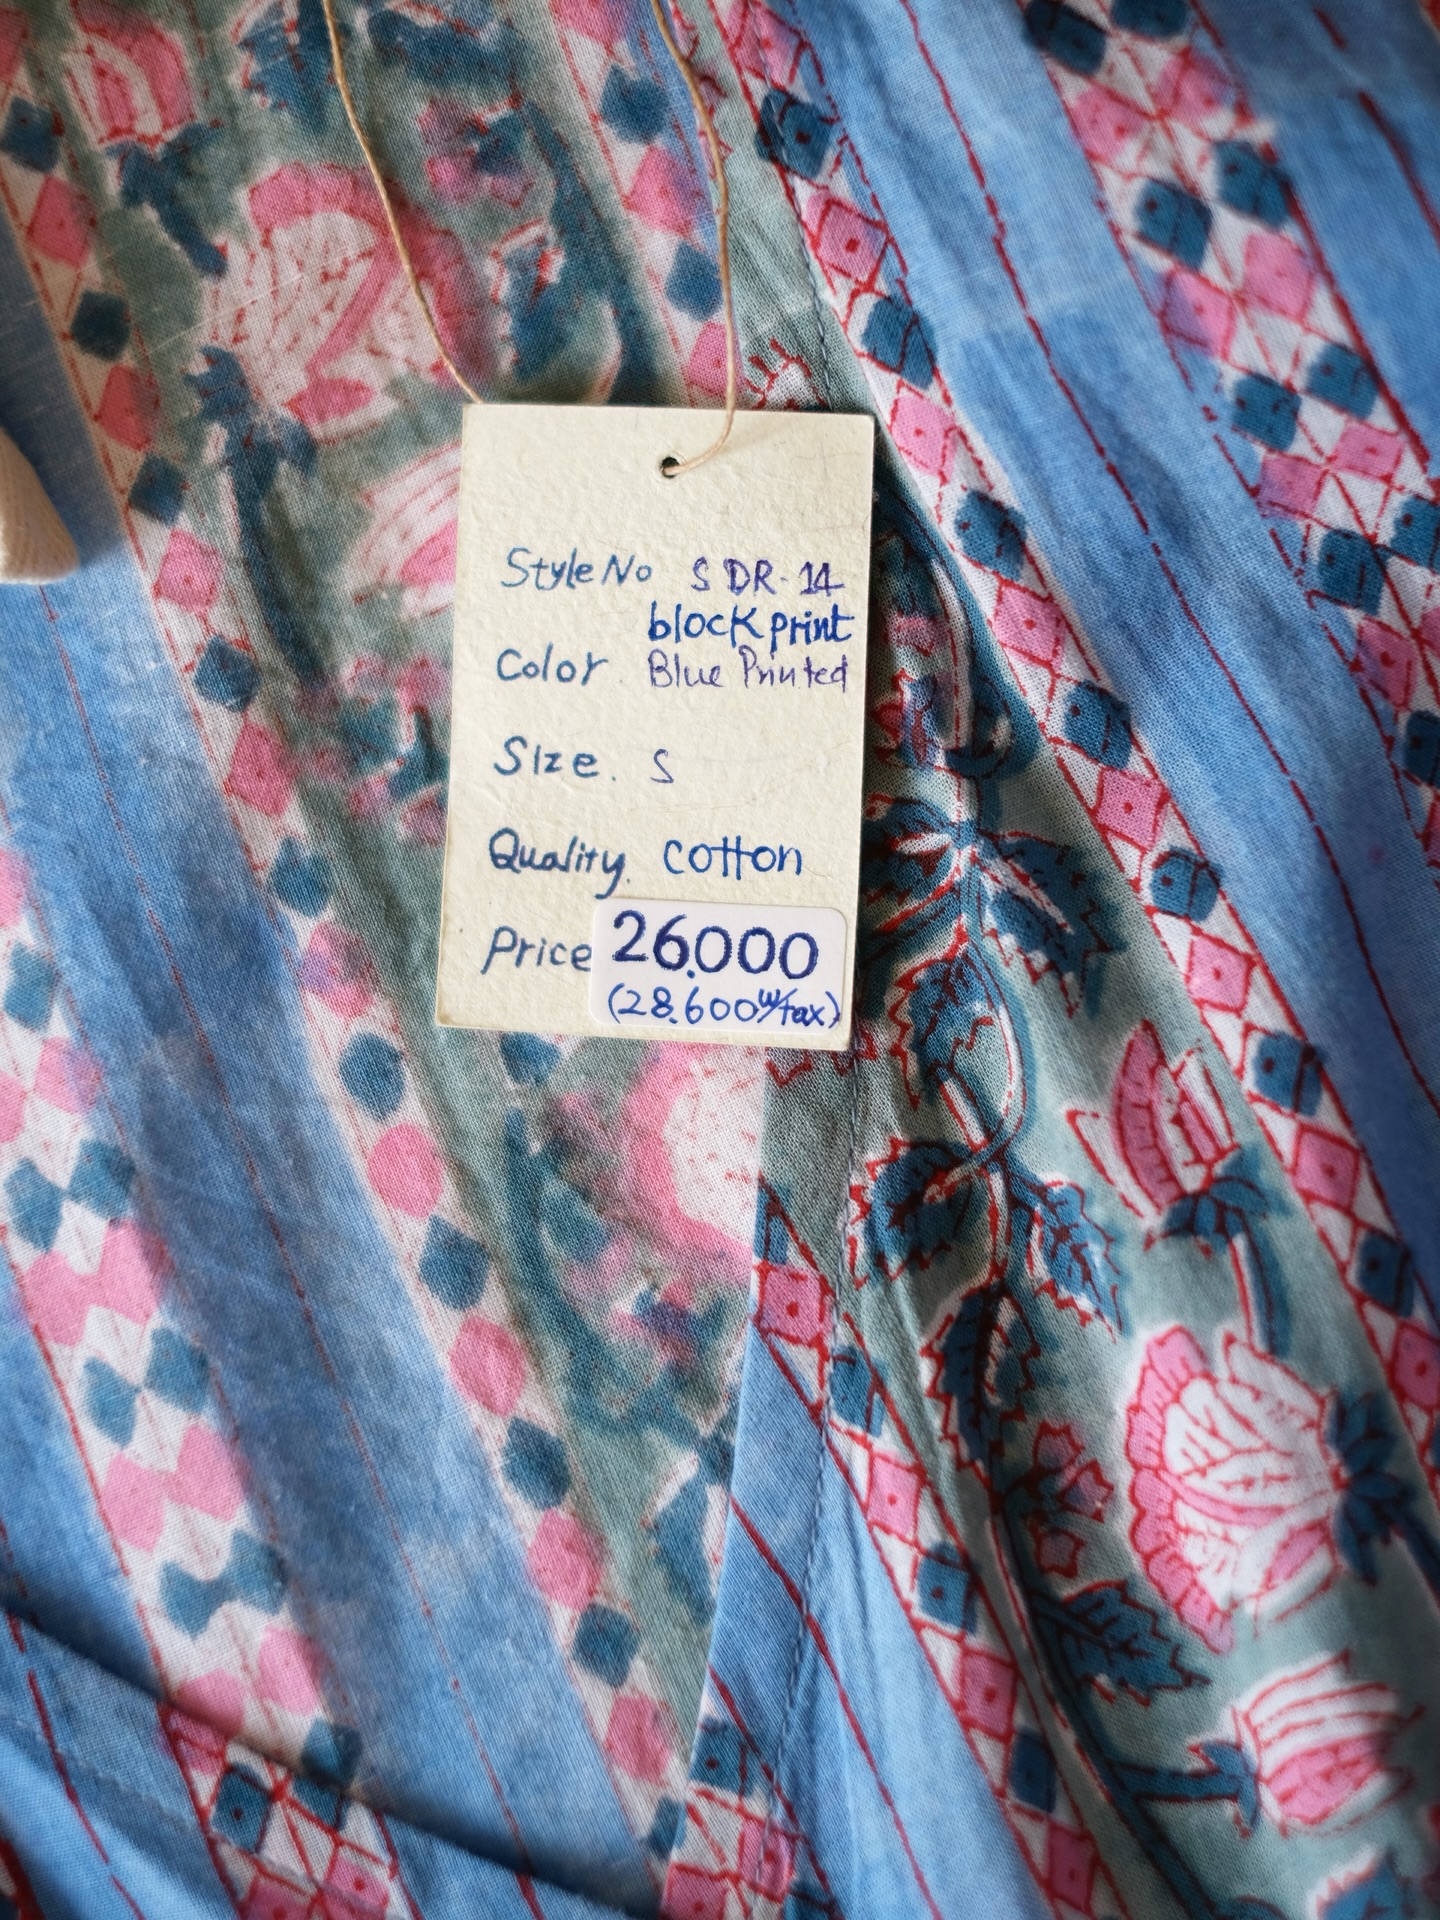 Style No S DR-14
block print
Color Blue Printed
Size. S
Quality. cotton
Price 26.000
(28.600 w/tax)